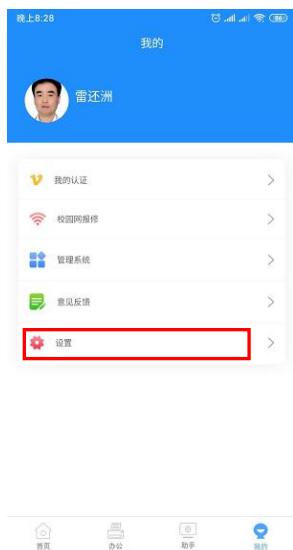 晚上8:28
我的
雷还洲
我的认证
校园网报修
管理系统
意见反馈
设置
首页 办公 助手 我的